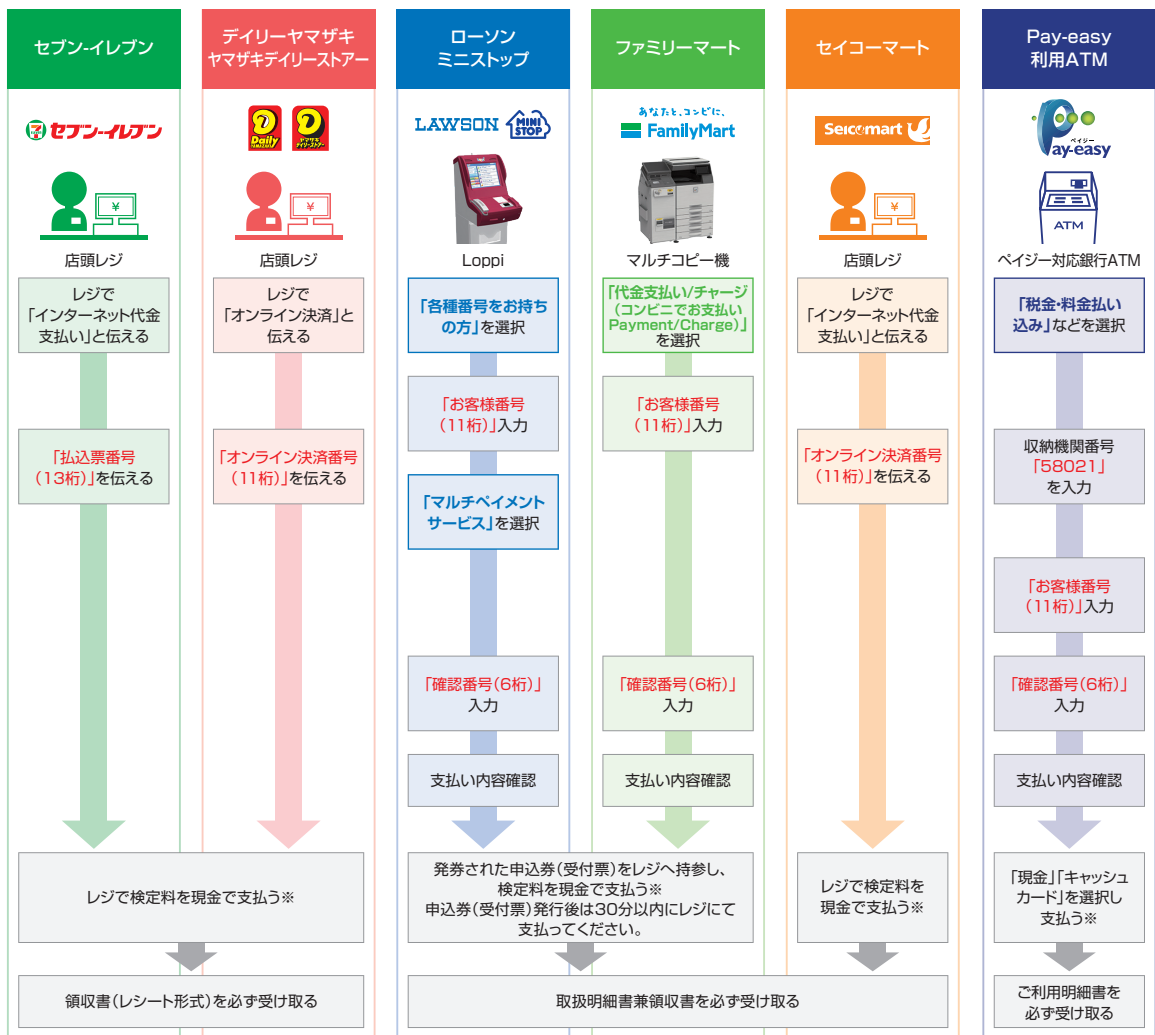 セブン-イレブン
デイリーヤマザキ
ヤマザキデイリーストアー
ローソン
ミニストップ
ファミリーマート
セイコーマート
Pay-easy
利用ATM
セブン-イレブン
Daily
YAMAZAKI
ヤマザキ
デイリーストアー
LAWSON
MINI
STOP
あなたと、コンビに、
FamilyMart
Seicomart
ペイジー
Pay-easy
¥
¥
¥
ATM
店頭レジ
店頭レジ
Loppi
マルチコピー機
店頭レジ
ペイジー対応銀行ATM
レジで
「インターネット代金
支払い」と伝える
「払込票番号
(13桁)」を伝える
レジで
「オンライン決済」と
伝える
「オンライン決済番号
(11桁)」を伝える
「各種番号をお持ち
の方」を選択
「お客様番号
(11桁)」入力
「マルチペイメント
サービス」を選択
「確認番号(6桁)」
入力
支払い内容確認
「代金支払い/チャージ
(コンビニでお支払い
Payment/Charge)」
を選択
「お客様番号
(11桁)」入力
「確認番号(6桁)」
入力
支払い内容確認
レジで
「インターネット代金
支払い」と伝える
「オンライン決済番号
(11桁)」を伝える
「税金・料金払い
込み」などを選択
収納機関番号
「58021」
を入力
「お客様番号
(11桁)」入力
「確認番号(6桁)」
入力
支払い内容確認
レジで検定料を現金で支払う※
発券された申込券(受付票)をレジへ持参し、
検定料を現金で支払う※
申込券(受付票)発行後は30分以内にレジにて
支払ってください。
レジで検定料を
現金で支払う※
「現金」「キャッシュ
カード」を選択し
支払う※
領収書(レシート形式)を必ず受け取る
取扱明細書兼領収書を必ず受け取る
ご利用明細書を
必ず受け取る